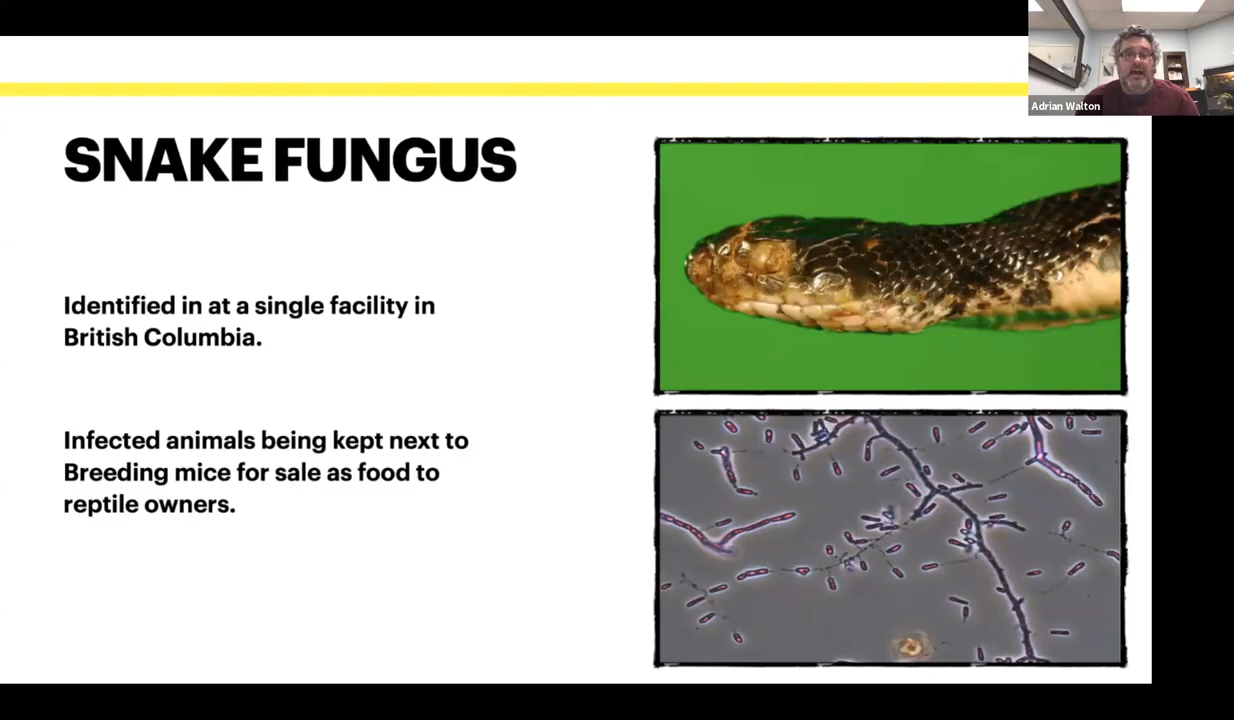 Adrian Walton
SNAKE FUNGUS
Identified in at a single facility in
British Columbia.
Infected animals being kept next to
Breeding mice for sale as food to
reptile owners.